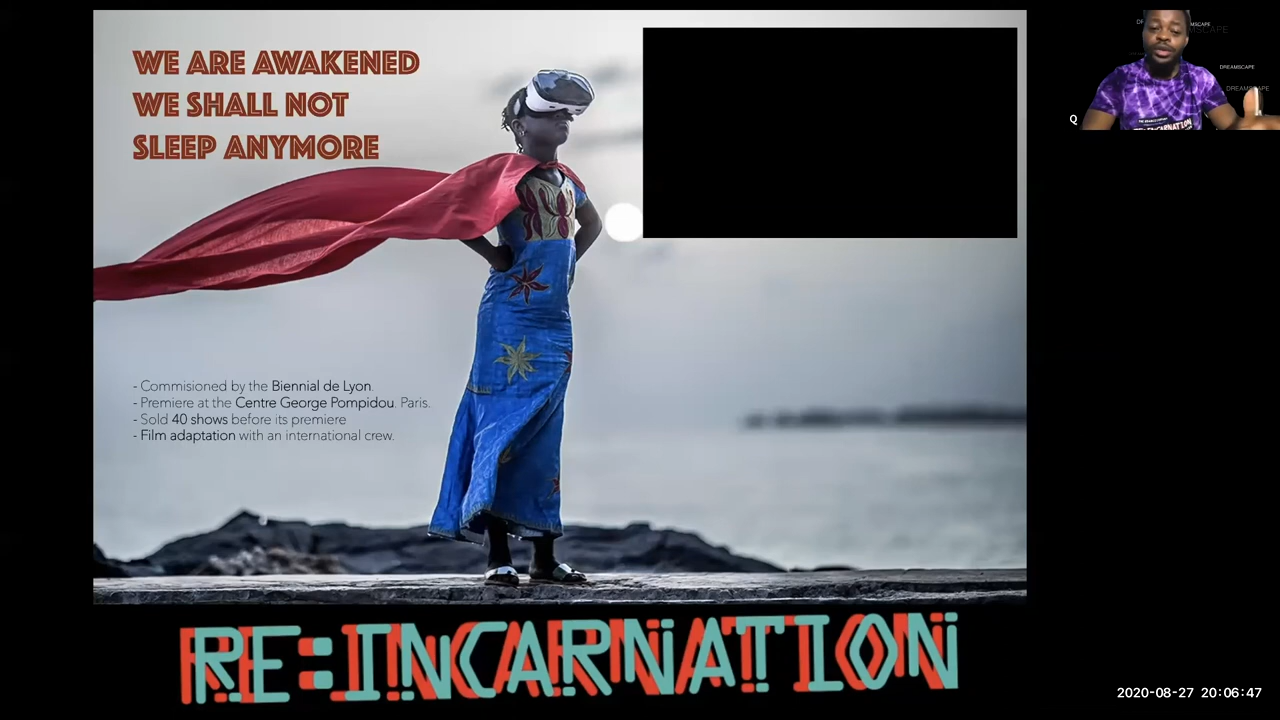 WE ARE AWAKENED
WE SHALL NOT
SLEEP ANYMORE
- Commisioned by the Biennial de Lyon.
- Premiere at the Centre George Pompidou. Paris.
- Sold 40 shows before its premiere
- Film adaptation with an international crew.
RE:INCARNATION
DREAMSCAPE
Q
2020-08-27 20:06:47